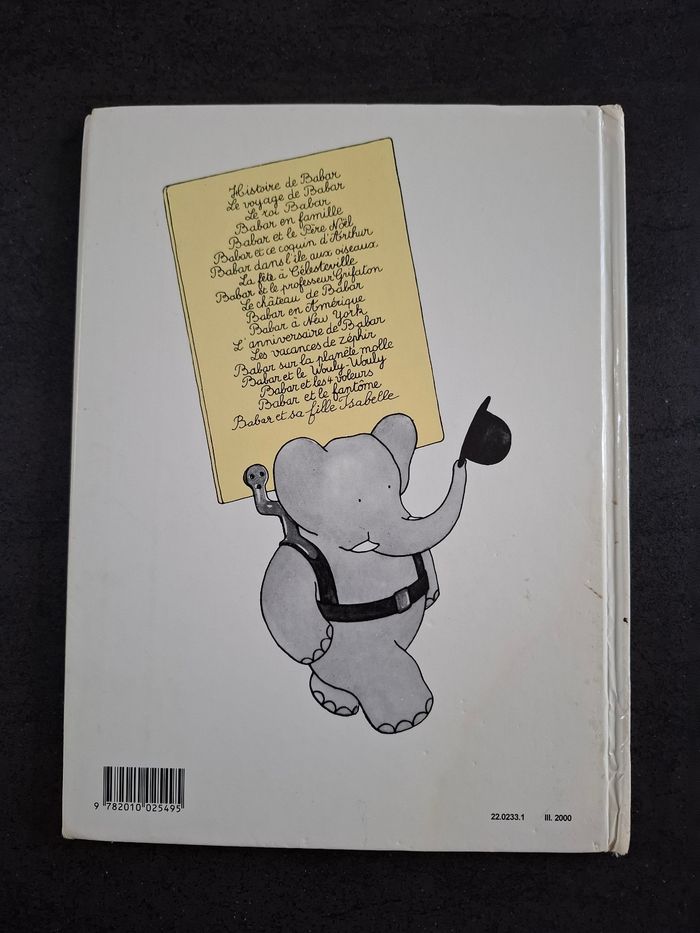 Histoire de Babar
Le voyage de Babar
Le roi Babar
Babar en famille
Babar et le Père Noël
Babar et ce coquin d'Arthur
Babar dans l'île aux oiseaux
La fête à Célesteville
Babar et le professeur Grifaton
Le château de Babar
Babar en Amérique
Babar à New York
L'anniversaire de Babar
Les vacances de zéphir
Babar sur la planète molle
Babar et le Wouly-Wouly
Babar et les 4 voleurs
Babar et le fantôme
Babar et sa fille Isabelle
9 782010 025495
22.0233.1 III. 2000